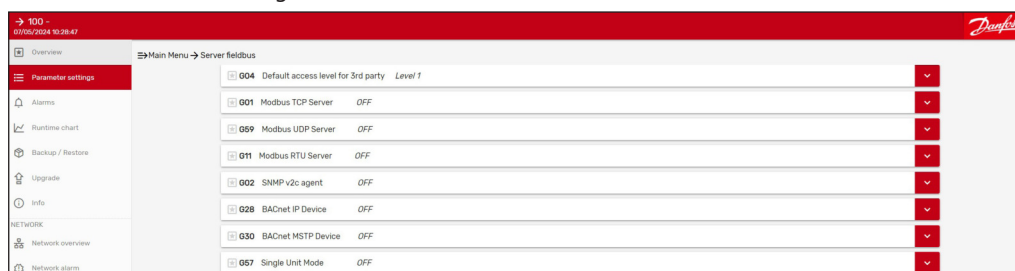 → 100 -
07/05/2024 10:28:47
Danfoss
Overview
Main Menu → Server fieldbus
Parameter settings
Alarms
Runtime chart
Backup / Restore
Upgrade
Info
NETWORK
Network overview
Network alarm
G04 Default access level for 3rd party Level 1
G01 Modbus TCP Server OFF
G59 Modbus UDP Server OFF
G11 Modbus RTU Server OFF
G02 SNMP v2c agent OFF
G28 BACnet IP Device OFF
G30 BACnet MSTP Device OFF
G57 Single Unit Mode OFF